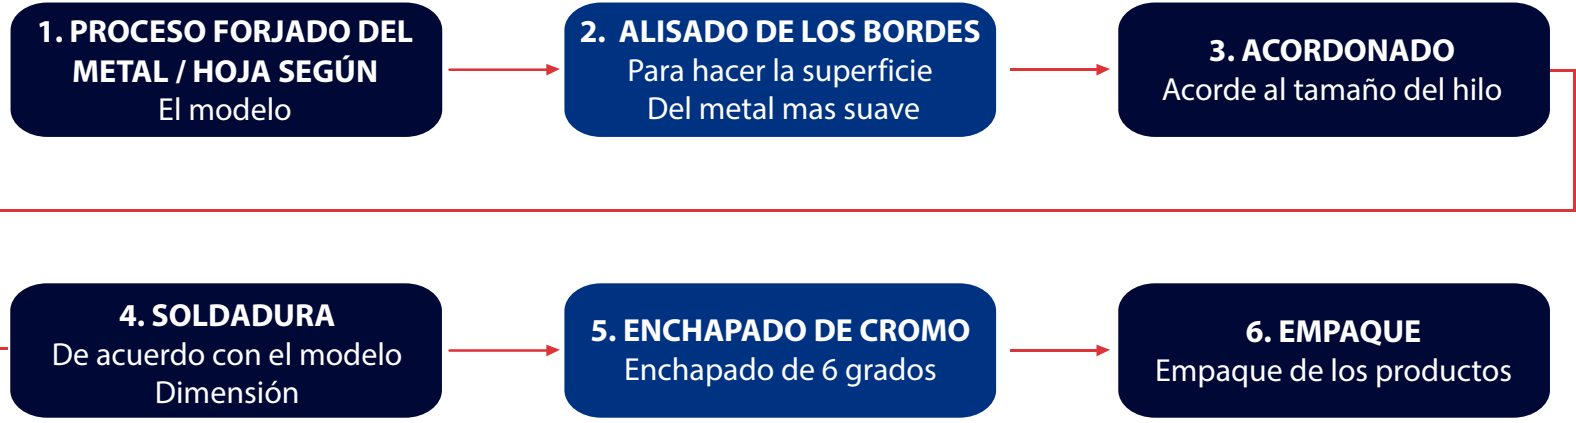 1. PROCESO FORJADO DEL
METAL / HOJA SEGÚN
El modelo
2. ALISADO DE LOS BORDES
Para hacer la superficie
Del metal mas suave
3. ACORDONADO
Acorde al tamaño del hilo
4. SOLDADURA
De acuerdo con el modelo
Dimensión
5. ENCHAPADO DE CROMO
Enchapado de 6 grados
6. EMPAQUE
Empaque de los productos